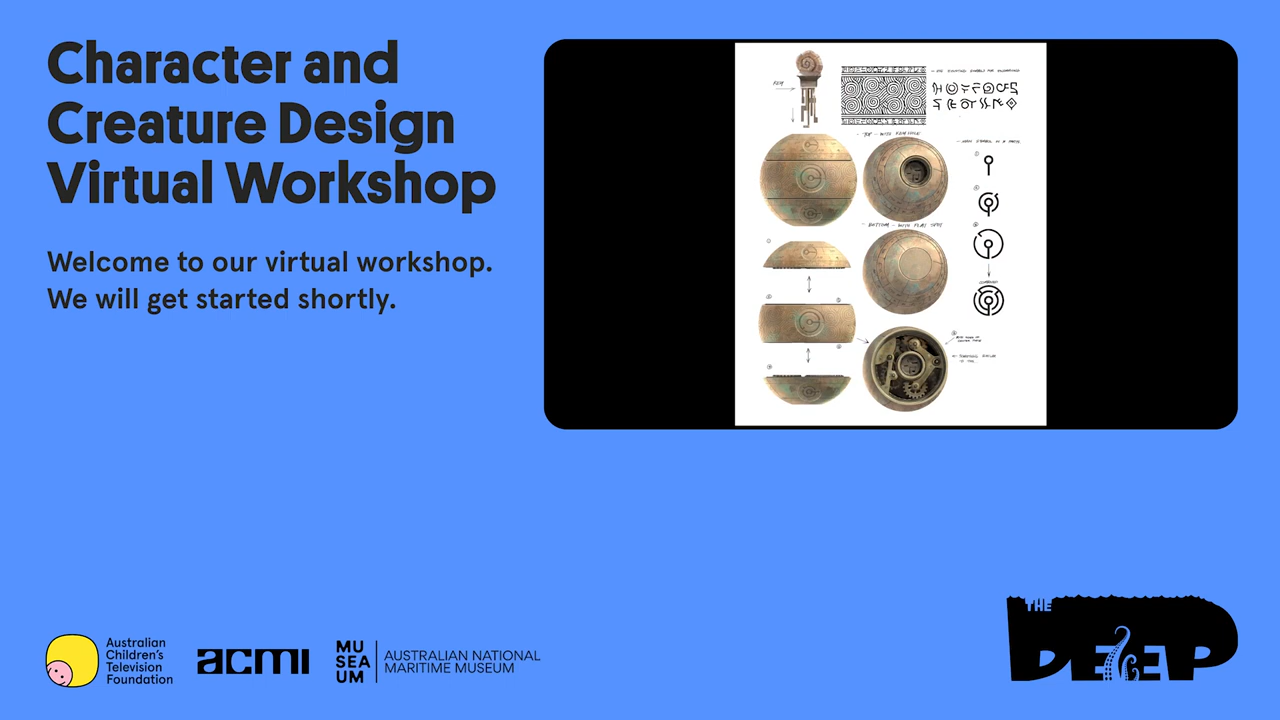 Character and
Creature Design
Virtual Workshop
Welcome to our virtual workshop.
We will get started shortly.
Australian
Children's
Television
Foundation
acmi
MU
SEA
UM
AUSTRALIAN NATIONAL
MARITIME MUSEUM
THE
DEEP